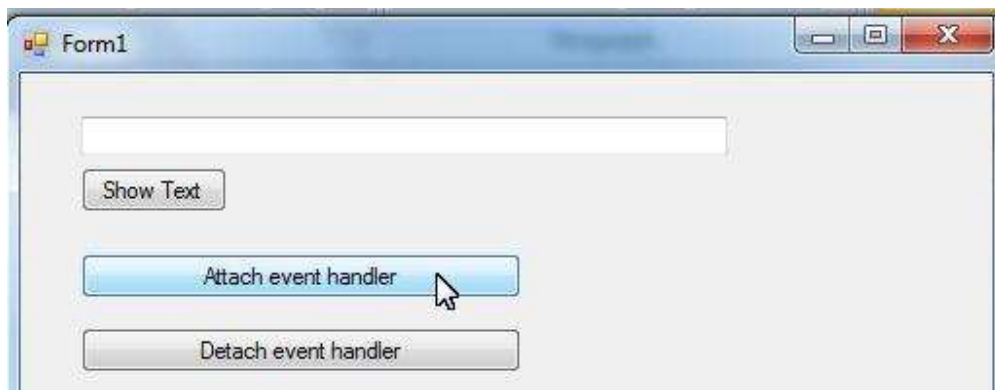 Form1
Show Text
Attach event handler
Detach event handler